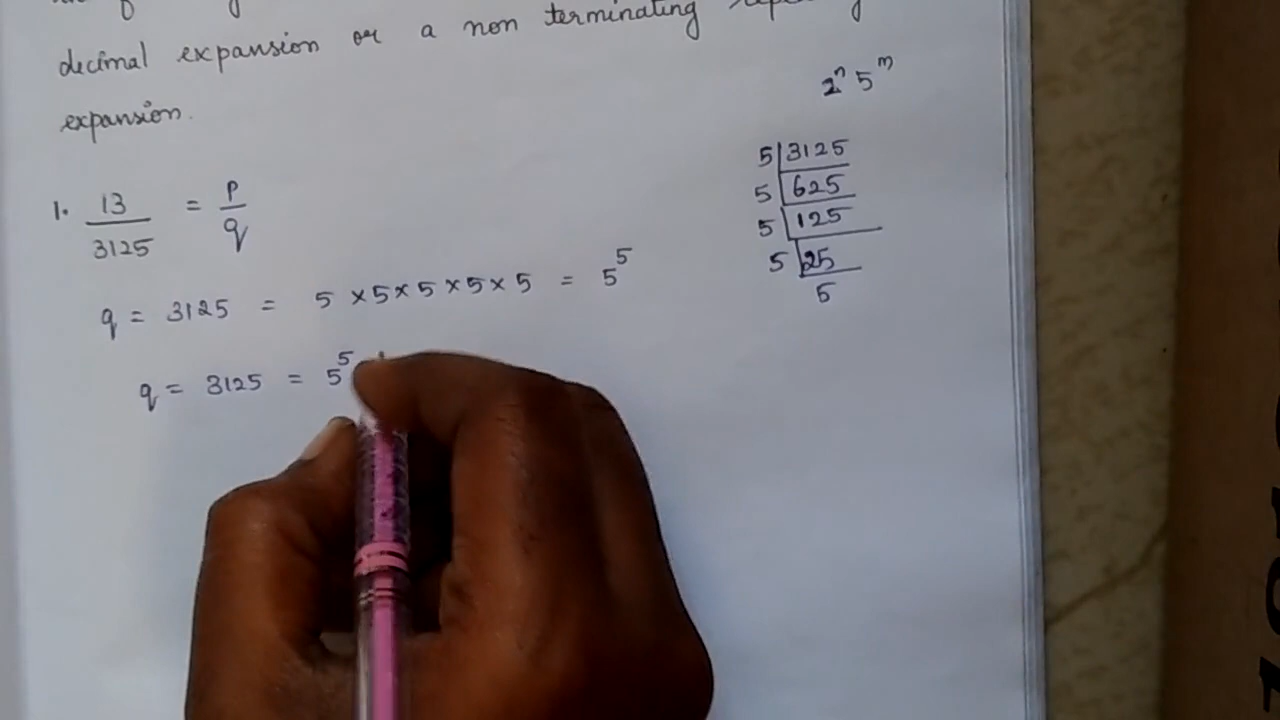 decimal expansion or a non terminating
expansion.
2ⁿ 5ᵐ
1. 13/3125 = p/q
5 | 3125
5 | 625
5 | 125
5 | 25
5
q = 3125 = 5 × 5 × 5 × 5 × 5 = 5⁵
q = 3125 = 5⁵